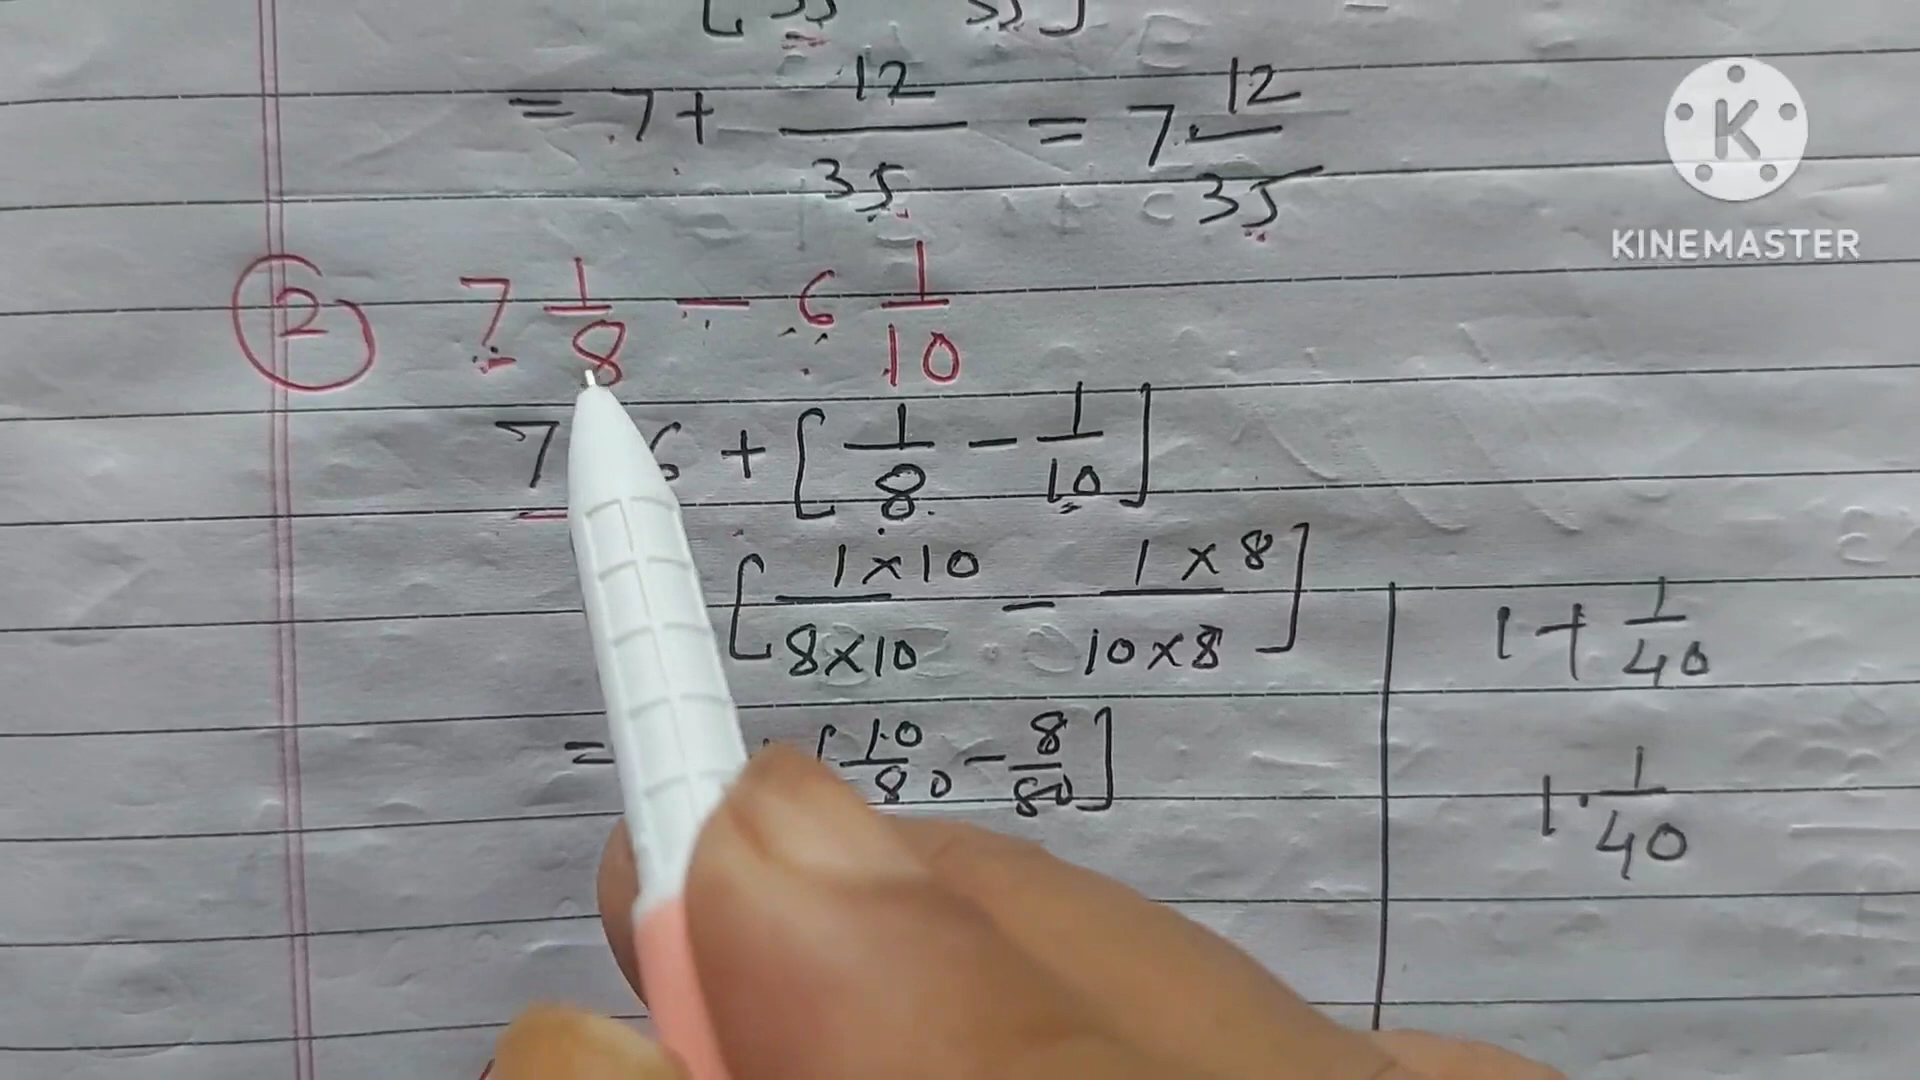 = 7 + 12/35 = 7 12/35
K
KINEMASTER
② 7 1/8 - 6 1/10
7 6 + [1/8 - 1/10]
[1×10/8×10 - 1×8/10×8]
= [10/80 - 8/80]
1 + 1/40
1 1/40